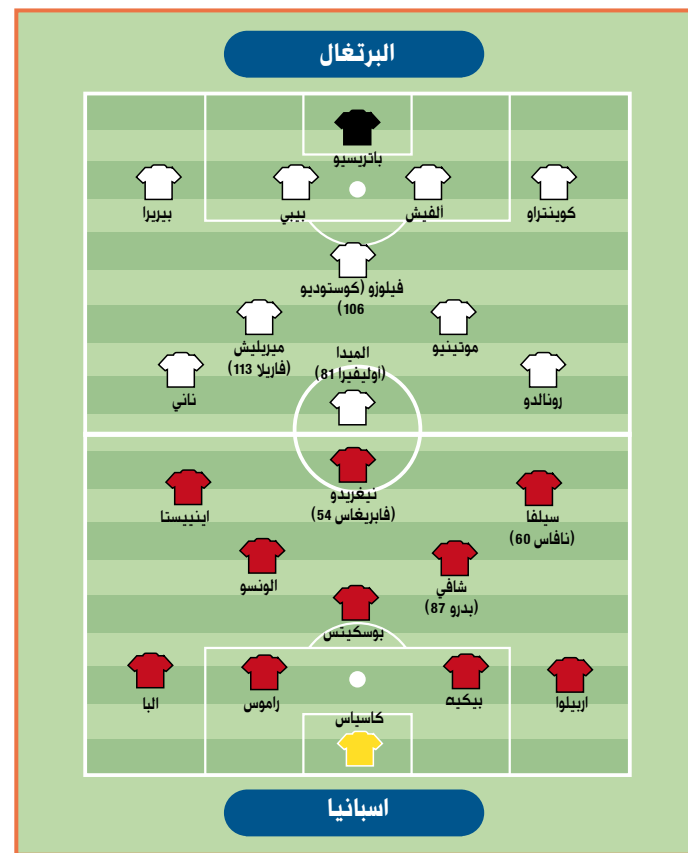 البرتغال
باتريسيو
كوينتراو
ألفيش
بيبي
بيريرا
فيلوزو (كوستوديو
106)
موتينيو
ميريليش
(فاريلا 113)
الميدا
(أوليفيرا 81)
رونالدو
ناني
نيغريدو
(فابريغاس 54)
سيلفا
(نافاس 60)
اينييستا
شافي
(بدرو 87)
الونسو
بوسكيتس
اربيلوا
بيكيه
راموس
البا
كاسياس
اسبانيا